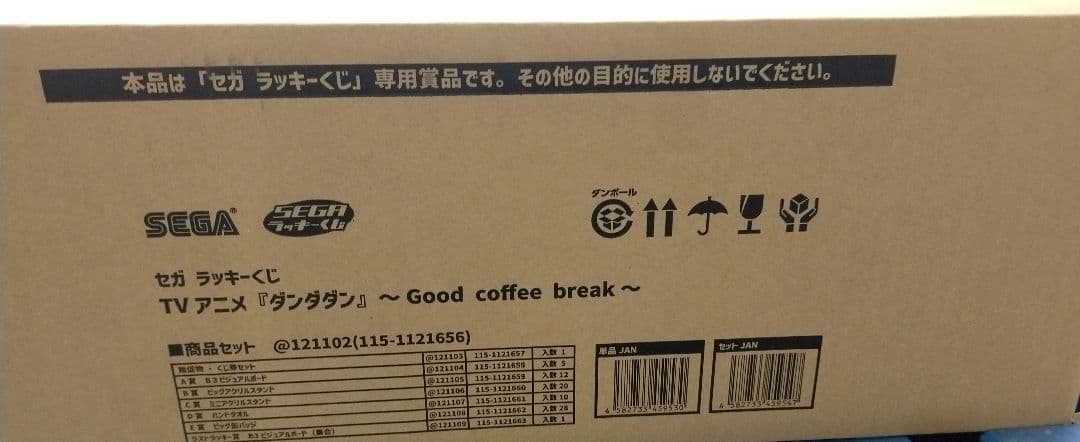 本品は「セガ ラッキーくじ」専用賞品です。その他の目的に使用しないでください。
SEGA®
SEGA
ラッキーくじ
ダンボール
セガ ラッキーくじ
TV アニメ『ダンダダン』～Good coffee break～
■商品セット @121102(115-1121656)
販促物・くじ券セット @121103 115-1121657 入数 1
A賞 B3ビジュアルボード @121104 115-1121658 入数 5
B賞 ビッグアクリルスタンド @121105 115-1121659 入数 12
C賞 ミニアクリルスタンド @121106 115-1121660 入数 20
D賞 ハンドタオル @121107 115-1121661 入数 10
E賞 ビッグ缶バッジ @121108 115-1121662 入数 28
ラストラッキー賞 B3ビジュアルボード（集合） @121109 115-1121663 入数 1
単品 JAN
4 582733 459530
セット JAN
4 582733 459547